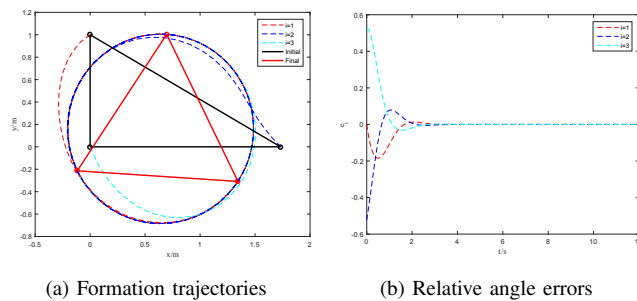 1.2
1
0.8
0.6
0.4
0.2
0
-0.2
-0.4
-0.6
-0.8
-0.5
0
0.5
1
1.5
2
x/m
y/m
i=1
i=2
i=3
Initial
Final
(a) Formation trajectories
0.6
0.4
0.2
0
-0.2
-0.4
-0.6
0
2
4
6
8
10
12
t/s
i=1
i=2
i=3
(b) Relative angle errors